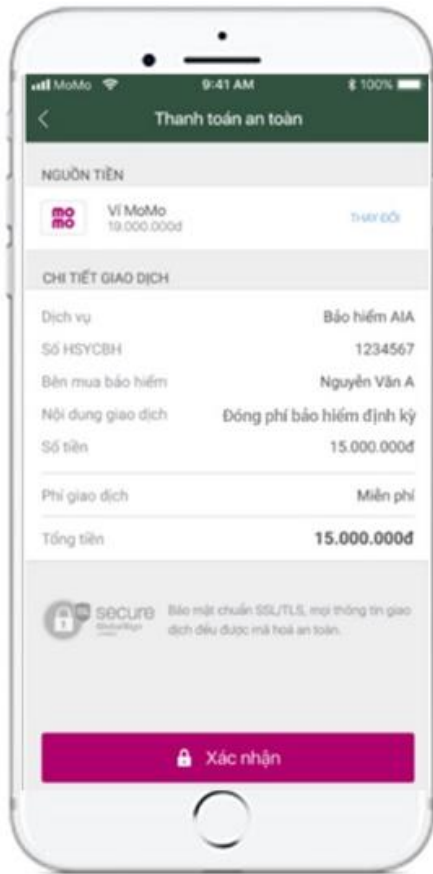 MoMo 9:41 AM 100%
Thanh toán an toàn
NGUỒN TIỀN
mo
mo
Ví MoMo
19.000.000đ
THAY ĐỔI
CHI TIẾT GIAO DỊCH
Dịch vụ Bảo hiểm AIA
Số HSYCBH 1234567
Bên mua bảo hiểm Nguyễn Văn A
Nội dung giao dịch Đóng phí bảo hiểm định kỳ
Số tiền 15.000.000đ
Phí giao dịch Miễn phí
Tổng tiền 15.000.000đ
secure
GlobalSign
Bảo mật chuẩn SSL/TLS, mọi thông tin giao
dịch đều được mã hoá an toàn.
Xác nhận